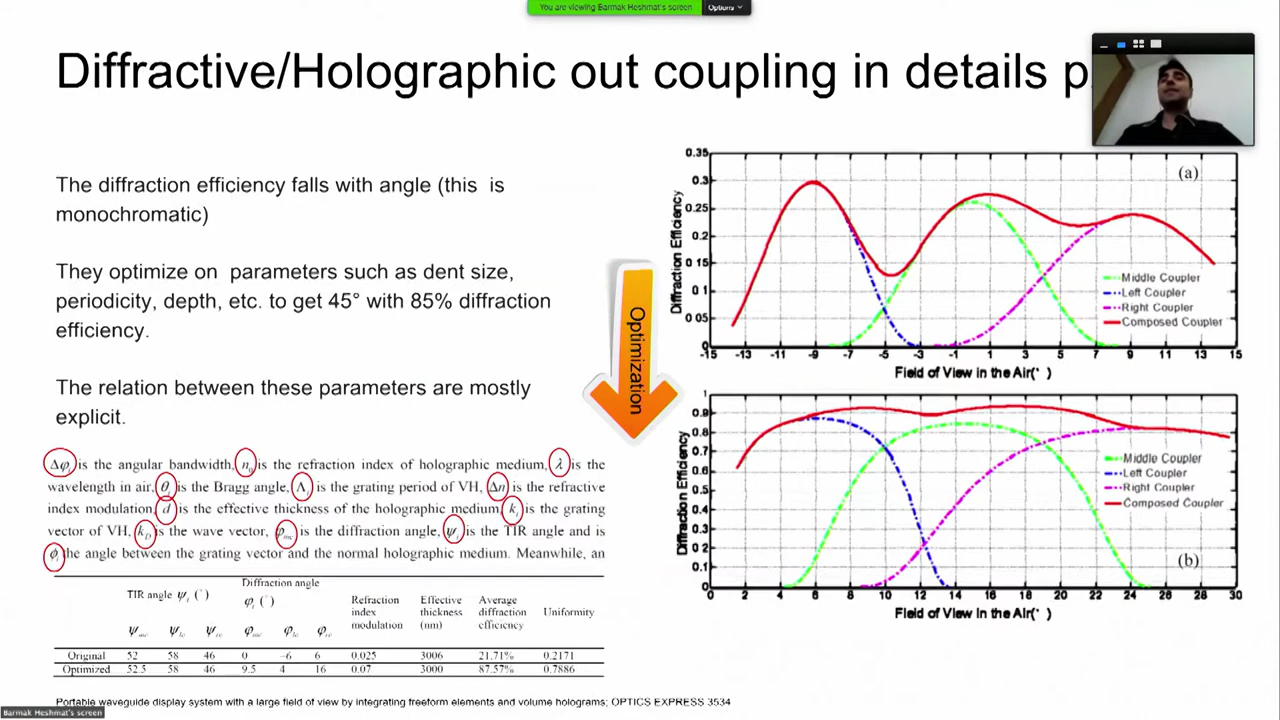 You are viewing Barmak Heshmat's screen
Options
Diffractive/Holographic out coupling in details p
The diffraction efficiency falls with angle (this is
monochromatic)
They optimize on parameters such as dent size,
periodicity, depth, etc. to get 45° with 85% diffraction
efficiency.
The relation between these parameters are mostly
explicit.
is the angular bandwidth, is the refraction index of holographic medium, λ is the
wavelength in air, θ is the Bragg angle, Λ is the grating period of VH, Δn is the refractive
index modulation, d is the effective thickness of the holographic medium, is the grating
vector of VH, is the wave vector, is the diffraction angle, is the TIR angle and is
the angle between the grating vector and the normal holographic medium. Meanwhile, an
Diffraction angle
TIR angle ψ (°)
φ (°)
Refraction index modulation
Effective thickness (nm)
Average diffraction efficiency
Uniformity
ψmc ψlc ψrc φmc φlc φrc
Original 52 58 46 0 -6 6 0.025 3006 21.71% 0.2171
Optimized 52.5 58 46 9.5 4 16 0.07 3000 87.57% 0.7886
Optimization
(a)
Diffraction Efficiency
0.35
0.3
0.25
0.2
0.15
0 1
0 05
0
Middle Coupler
Left Coupler
Right Coupler
Composed Coupler
-15 -13 -11 -9 -7 -5 -3 -1 1 3 5 7 9 11 13 15
Field of View in the Air(° )
(b)
Diffraction Efficiency
1
0.9
0.8
0.7
0.6
0.5
0.4
0.3
0.2
0.1
0
Middle Coupler
Left Coupler
Right Coupler
Composed Coupler
0 2 4 6 8 10 12 14 16 18 20 22 24 26 28 30
Field of View in the Air(° )
Portable waveguide display system with a large field of view by integrating freeform elements and volume holograms; OPTICS EXPRESS 3534
Barmak Heshmat's screen